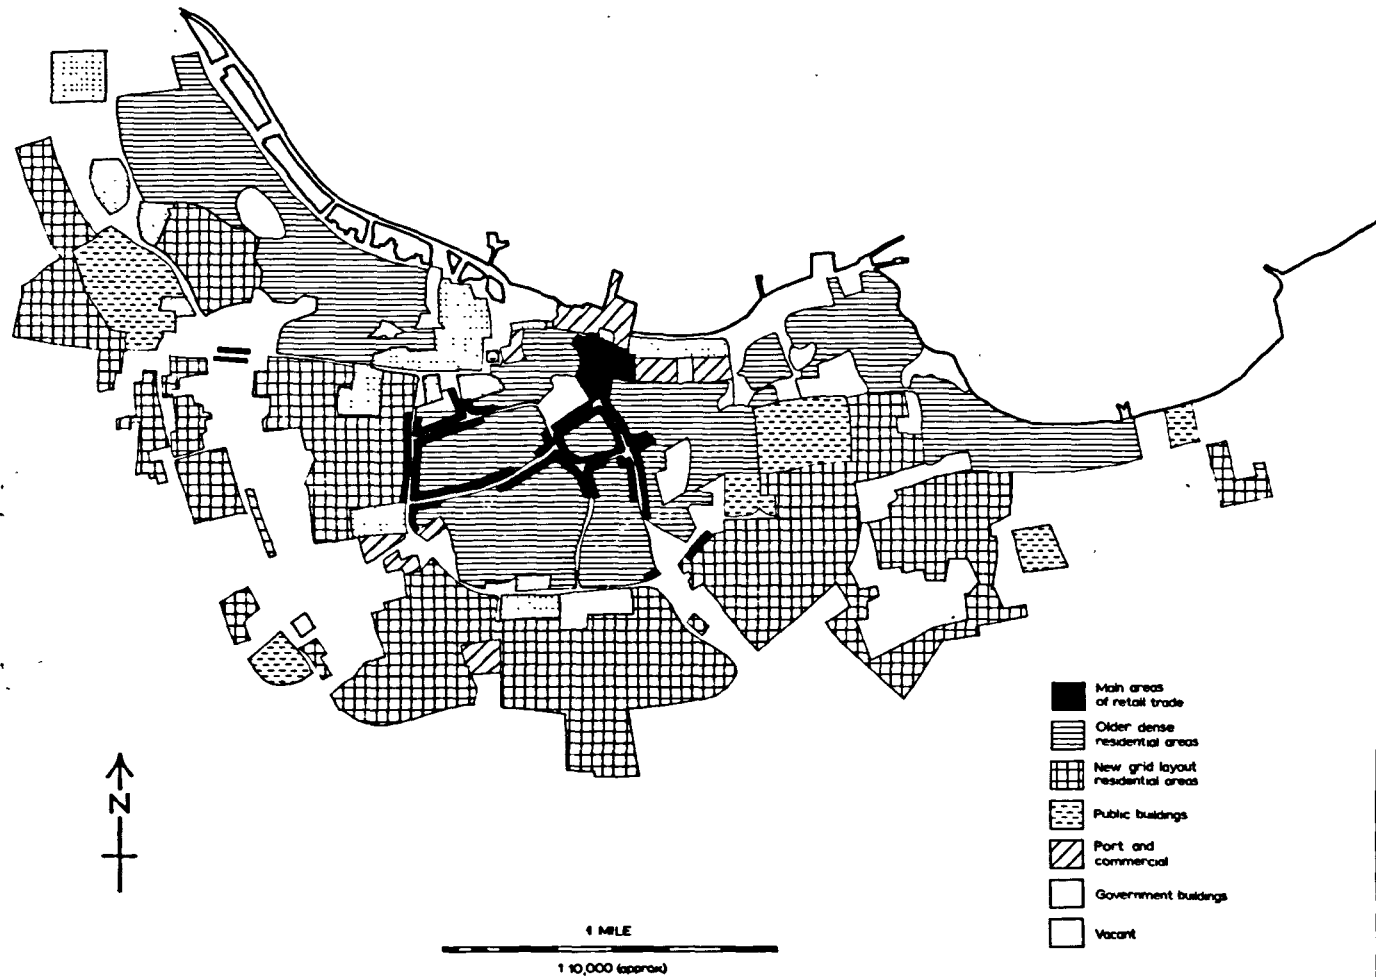 Main areas
of retail trade
Older dense
residential areas
New grid layout
residential areas
Public buildings
Port and
commercial
Government buildings
Vacant
N
1 MILE
1 10,000 (approx)